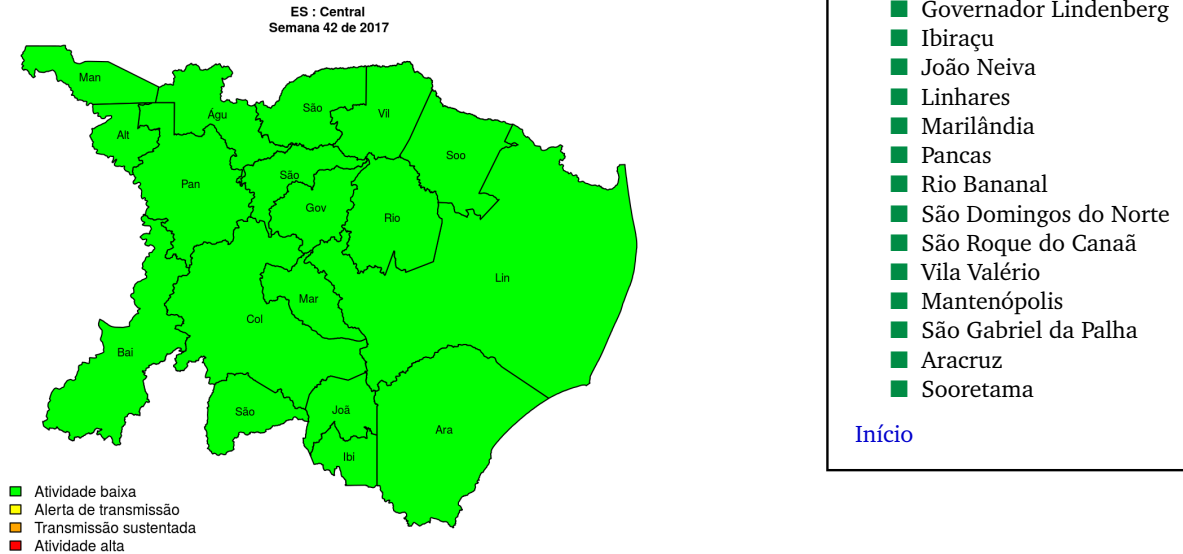 ES : Central
Semana 42 de 2017
Man
Águ
São
Vil
Alt
Soo
São
Pan
Gov
Rio
Lin
Mar
Col
Bai
São
Joã
Ara
Ibi
Atividade baixa
Alerta de transmissão
Transmissão sustentada
Atividade alta
Governador Lindenberg
Ibiraçu
João Neiva
Linhares
Marilândia
Pancas
Rio Bananal
São Domingos do Norte
São Roque do Canaã
Vila Valério
Mantenópolis
São Gabriel da Palha
Aracruz
Sooretama
Início